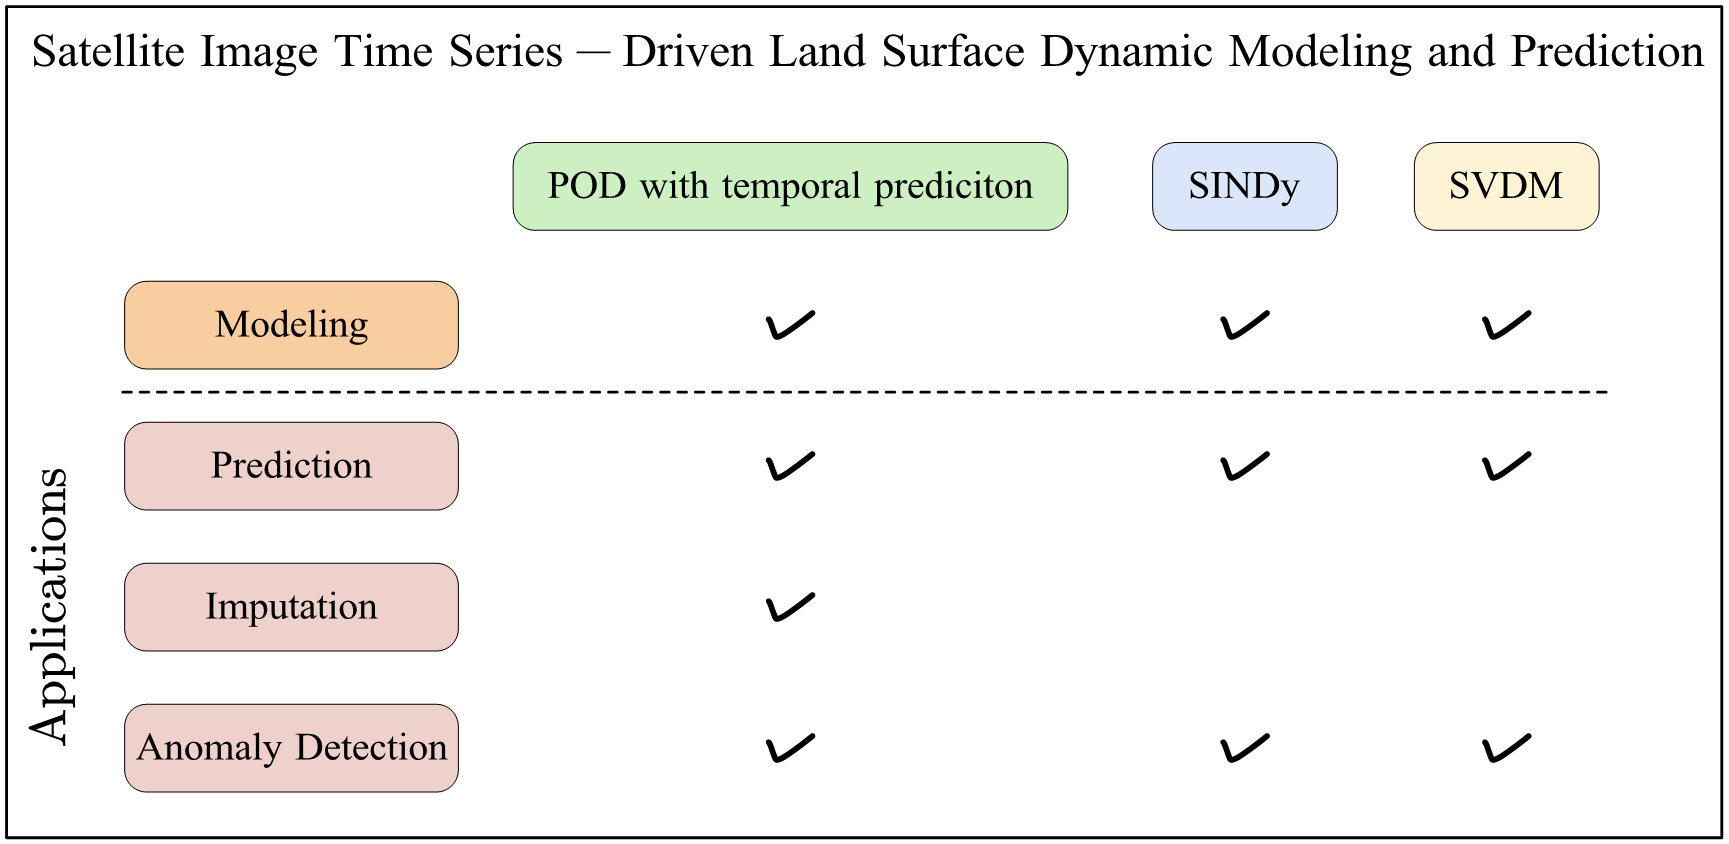 Satellite Image Time Series — Driven Land Surface Dynamic Modeling and Prediction
POD with temporal prediciton
SINDy
SVDM
Modeling
✓ ✓ ✓
Applications
Prediction
✓ ✓ ✓
Imputation
✓
Anomaly Detection
✓ ✓ ✓